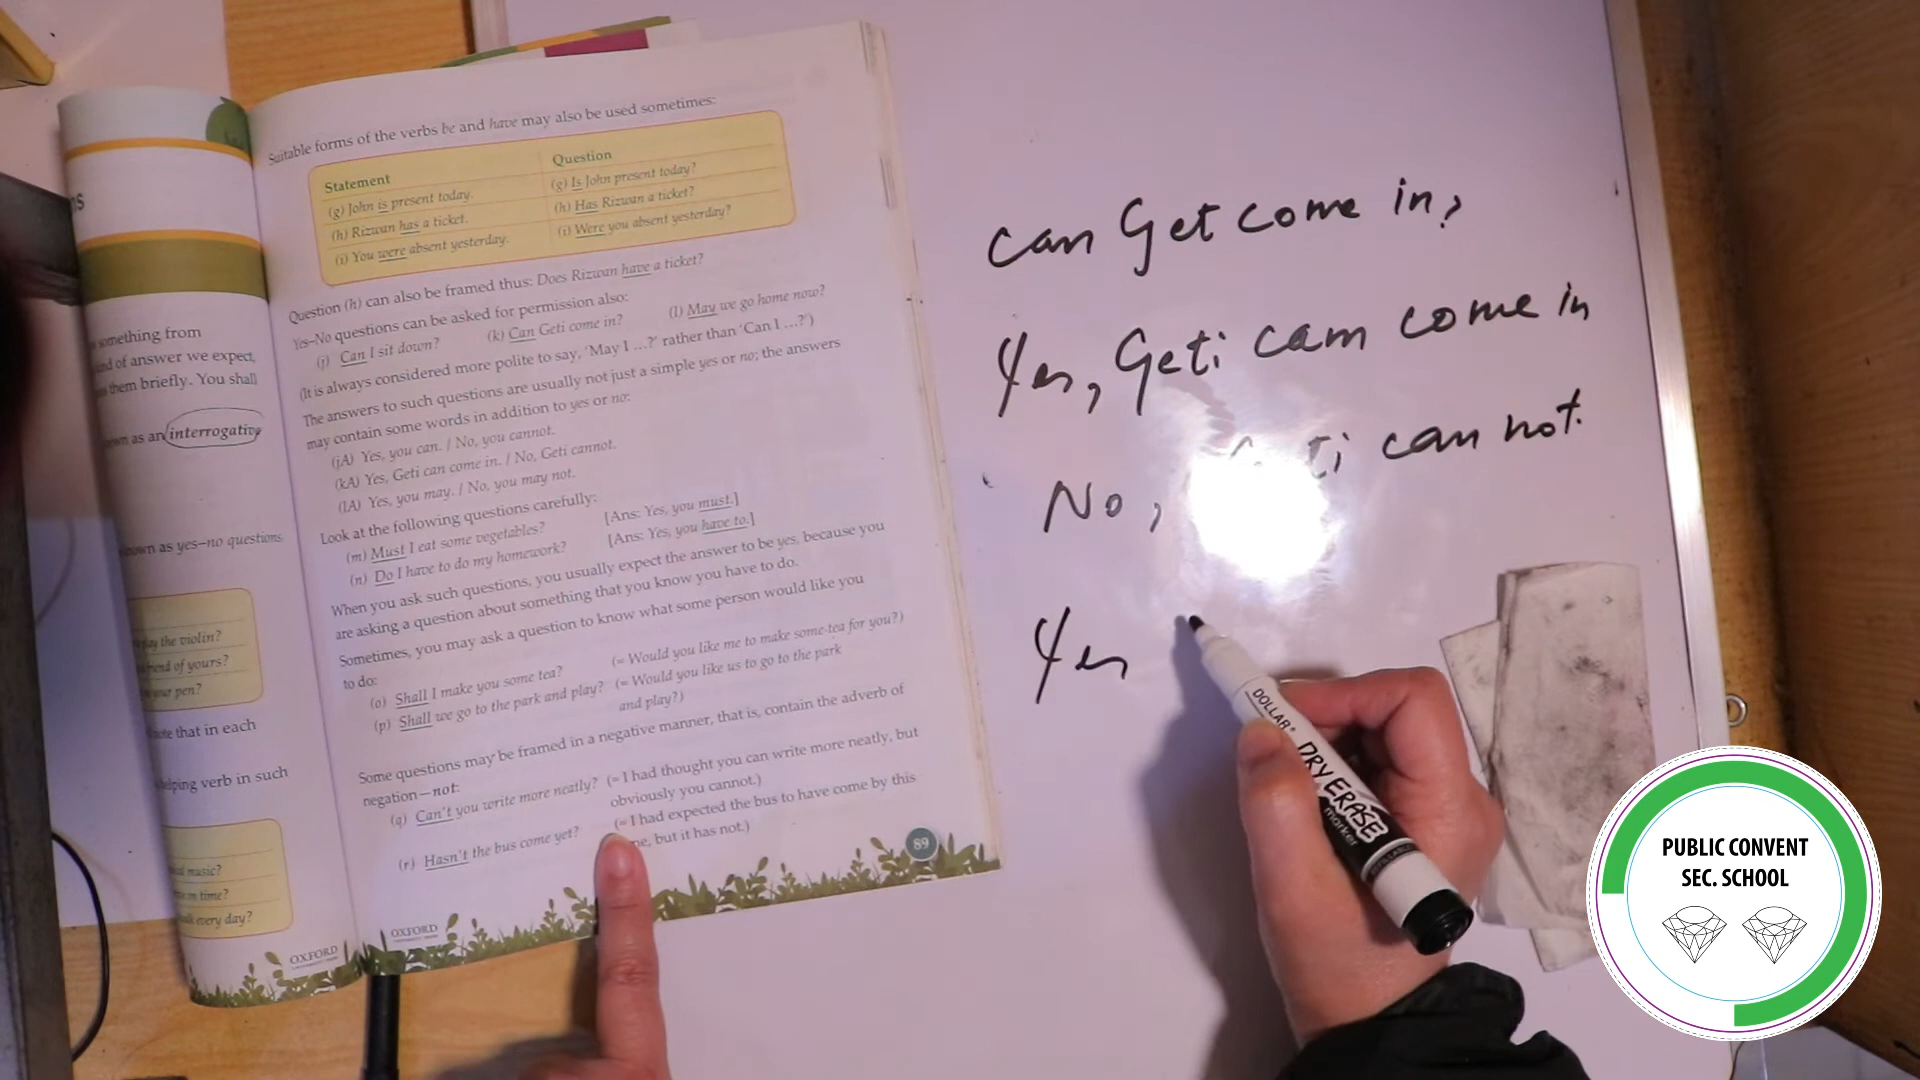 s
something from
kind of answer we expect,
them briefly. You shall
as an interrogative
known as yes–no questions
play the violin?
friend of yours?
your pen?
note that in each
helping verb in such
music?
in time?
every day?
OXFORD
Suitable forms of the verbs be and have may also be used sometimes:
Statement Question
(g) John is present today. (g) Is John present today?
(h) Rizwan has a ticket. (h) Has Rizwan a ticket?
(i) You were absent yesterday. (i) Were you absent yesterday?
Question (h) can also be framed thus: Does Rizwan have a ticket?
Yes–No questions can be asked for permission also:
(j) Can I sit down? (k) Can Geti come in? (l) May we go home now?
(It is always considered more polite to say, ‘May I ...?’ rather than ‘Can I ...?’)
The answers to such questions are usually not just a simple yes or no; the answers
may contain some words in addition to yes or no:
(jA) Yes, you can. / No, you cannot.
(kA) Yes, Geti can come in. / No, Geti cannot.
(lA) Yes, you may. / No, you may not.
Look at the following questions carefully:
(m) Must I eat some vegetables? [Ans: Yes, you must.]
(n) Do I have to do my homework? [Ans: Yes, you have to.]
When you ask such questions, you usually expect the answer to be yes, because you
are asking a question about something that you know you have to do.
Sometimes, you may ask a question to know what some person would like you
to do:
(o) Shall I make you some tea? (= Would you like me to make some tea for you?)
(p) Shall we go to the park and play? (= Would you like us to go to the park
and play?)
Some questions may be framed in a negative manner, that is, contain the adverb of
negation—not:
(q) Can't you write more neatly? (= I had thought you can write more neatly, but
obviously you cannot.)
(r) Hasn't the bus come yet? (= I had expected the bus to have come by this
but it has not.)
89
OXFORD
UNIVERSITY PRESS
can Get come in,
Yes, Geti cam come in
No, can not.
Yes
DOLLAR
DRY ERASE
marker
PUBLIC CONVENT
SEC. SCHOOL